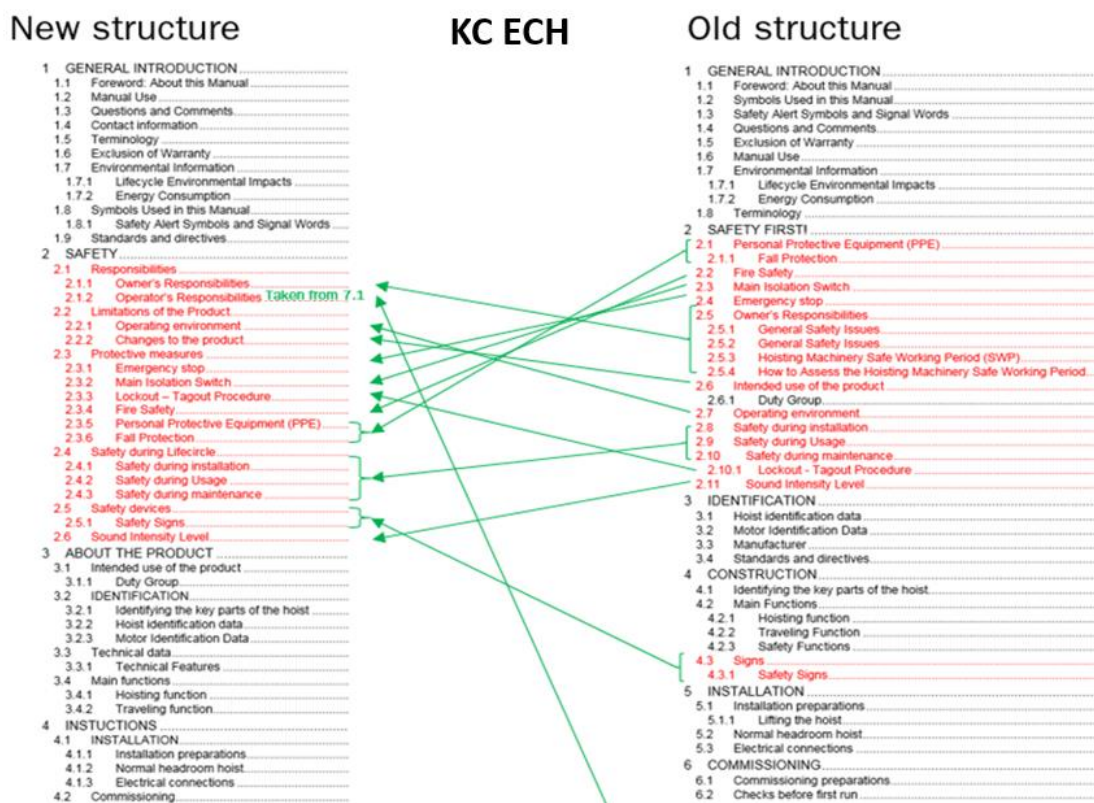 New structure
KC ECH
Old structure
1 GENERAL INTRODUCTION
1.1 Foreword: About this Manual
1.2 Manual Use
1.3 Questions and Comments
1.4 Contact information
1.5 Terminology
1.6 Exclusion of Warranty
1.7 Environmental Information
1.7.1 Lifecycle Environmental Impacts
1.7.2 Energy Consumption
1.8 Symbols Used in this Manual
1.8.1 Safety Alert Symbols and Signal Words
1.9 Standards and directives
2 SAFETY
2.1 Responsibilities
2.1.1 Owner's Responsibilities
2.1.2 Operator's Responsibilities Taken from 7.1
2.2 Limitations of the Product
2.2.1 Operating environment
2.2.2 Changes to the product
2.3 Protective measures
2.3.1 Emergency stop
2.3.2 Main Isolation Switch
2.3.3 Lockout – Tagout Procedure
2.3.4 Fire Safety
2.3.5 Personal Protective Equipment (PPE)
2.3.6 Fall Protection
2.4 Safety during Lifecircle
2.4.1 Safety during installation
2.4.2 Safety during Usage
2.4.3 Safety during maintenance
2.5 Safety devices
2.5.1 Safety Signs
2.6 Sound Intensity Level
3 ABOUT THE PRODUCT
3.1 Intended use of the product
3.1.1 Duty Group
3.2 IDENTIFICATION
3.2.1 Identifying the key parts of the hoist
3.2.2 Hoist identification data
3.2.3 Motor Identification Data
3.3 Technical data
3.3.1 Technical Features
3.4 Main functions
3.4.1 Hoisting function
3.4.2 Traveling function
4 INSTUCTIONS
4.1 INSTALLATION
4.1.1 Installation preparations
4.1.2 Normal headroom hoist
4.1.3 Electrical connections
4.2 Commissioning
1 GENERAL INTRODUCTION
1.1 Foreword: About this Manual
1.2 Symbols Used in this Manual
1.3 Safety Alert Symbols and Signal Words
1.4 Questions and Comments
1.5 Exclusion of Warranty
1.6 Manual Use
1.7 Environmental Information
1.7.1 Lifecycle Environmental Impacts
1.7.2 Energy Consumption
1.8 Terminology
2 SAFETY FIRST!
2.1 Personal Protective Equipment (PPE)
2.1.1 Fall Protection
2.2 Fire Safety
2.3 Main Isolation Switch
2.4 Emergency stop
2.5 Owner's Responsibilities
2.5.1 General Safety Issues
2.5.2 General Safety Issues
2.5.3 Hoisting Machinery Safe Working Period (SWP)
2.5.4 How to Assess the Hoisting Machinery Safe Working Period
2.6 Intended use of the product
2.6.1 Duty Group
2.7 Operating environment
2.8 Safety during installation
2.9 Safety during Usage
2.10 Safety during maintenance
2.10.1 Lockout - Tagout Procedure
2.11 Sound Intensity Level
3 IDENTIFICATION
3.1 Hoist identification data
3.2 Motor Identification Data
3.3 Manufacturer
3.4 Standards and directives
4 CONSTRUCTION
4.1 Identifying the key parts of the hoist
4.2 Main Functions
4.2.1 Hoisting function
4.2.2 Traveling Function
4.2.3 Safety Functions
4.3 Signs
4.3.1 Safety Signs
5 INSTALLATION
5.1 Installation preparations
5.1.1 Lifting the hoist
5.2 Normal headroom hoist
5.3 Electrical connections
6 COMMISSIONING
6.1 Commissioning preparations
6.2 Checks before first run